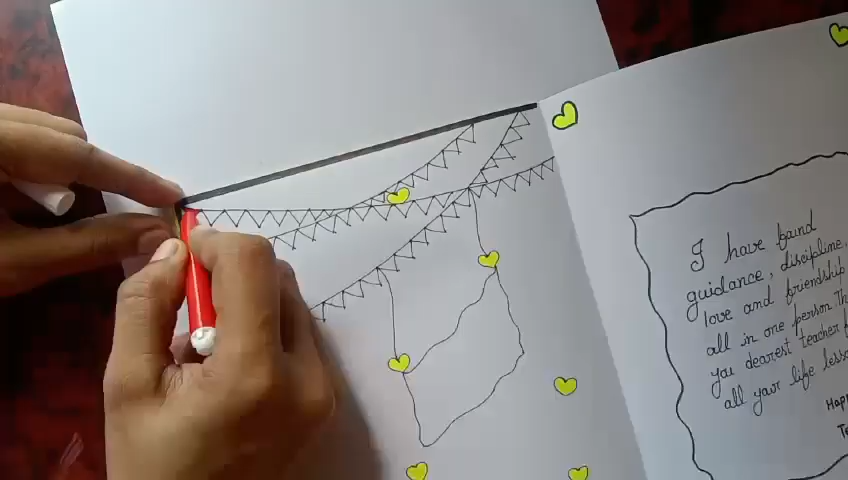 I have found
guidance, discipline,
love and friendship
all in one person. Th
you dearest teacher f
all your life lesso
Happ
Te